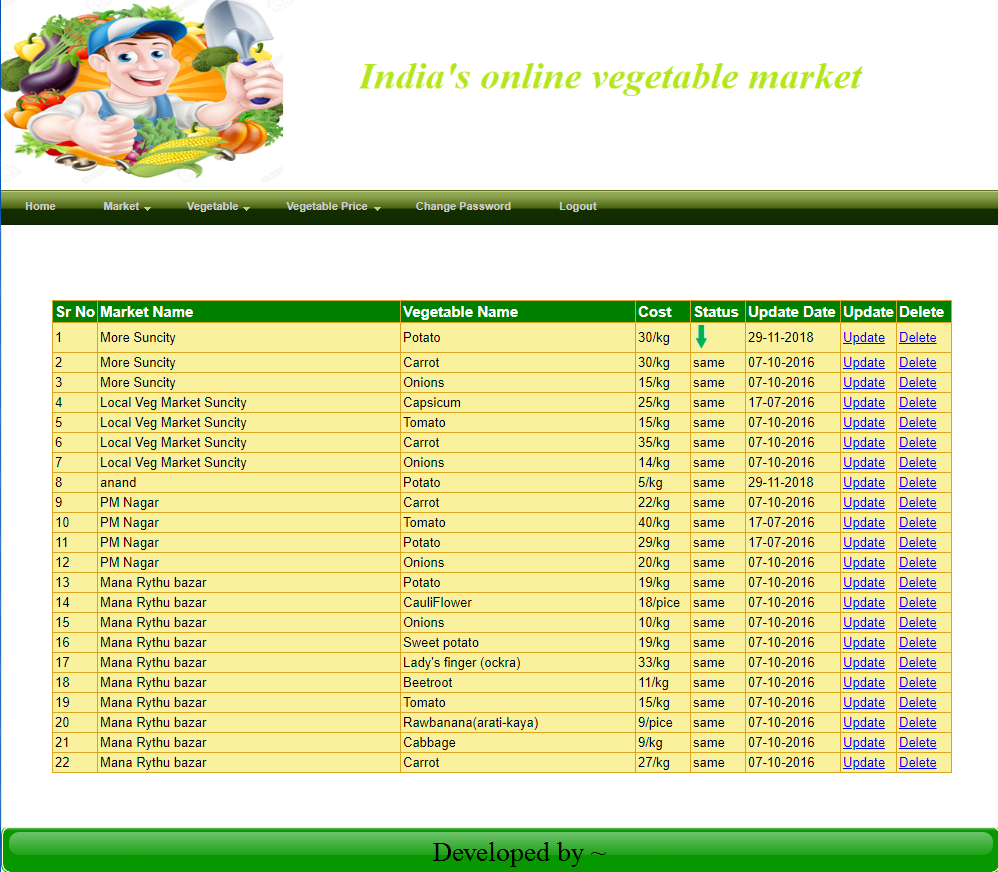 India's online vegetable market
Home Market Vegetable Vegetable Price Change Password Logout
Sr No Market Name Vegetable Name Cost Status Update Date Update Delete
1 More Suncity Potato 30/kg 29-11-2018 Update Delete
2 More Suncity Carrot 30/kg same 07-10-2016 Update Delete
3 More Suncity Onions 15/kg same 07-10-2016 Update Delete
4 Local Veg Market Suncity Capsicum 25/kg same 17-07-2016 Update Delete
5 Local Veg Market Suncity Tomato 15/kg same 07-10-2016 Update Delete
6 Local Veg Market Suncity Carrot 35/kg same 07-10-2016 Update Delete
7 Local Veg Market Suncity Onions 14/kg same 07-10-2016 Update Delete
8 anand Potato 5/kg same 29-11-2018 Update Delete
9 PM Nagar Carrot 22/kg same 07-10-2016 Update Delete
10 PM Nagar Tomato 40/kg same 17-07-2016 Update Delete
11 PM Nagar Potato 29/kg same 17-07-2016 Update Delete
12 PM Nagar Onions 20/kg same 07-10-2016 Update Delete
13 Mana Rythu bazar Potato 19/kg same 07-10-2016 Update Delete
14 Mana Rythu bazar CauliFlower 18/pice same 07-10-2016 Update Delete
15 Mana Rythu bazar Onions 10/kg same 07-10-2016 Update Delete
16 Mana Rythu bazar Sweet potato 19/kg same 07-10-2016 Update Delete
17 Mana Rythu bazar Lady's finger (ockra) 33/kg same 07-10-2016 Update Delete
18 Mana Rythu bazar Beetroot 11/kg same 07-10-2016 Update Delete
19 Mana Rythu bazar Tomato 15/kg same 07-10-2016 Update Delete
20 Mana Rythu bazar Rawbanana(arati-kaya) 9/pice same 07-10-2016 Update Delete
21 Mana Rythu bazar Cabbage 9/kg same 07-10-2016 Update Delete
22 Mana Rythu bazar Carrot 27/kg same 07-10-2016 Update Delete
Developed by ~